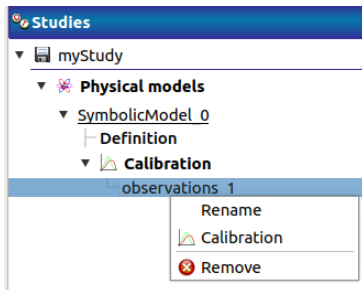 Studies
myStudy
Physical models
SymbolicModel_0
Definition
Calibration
observations_1
Rename
Calibration
Remove